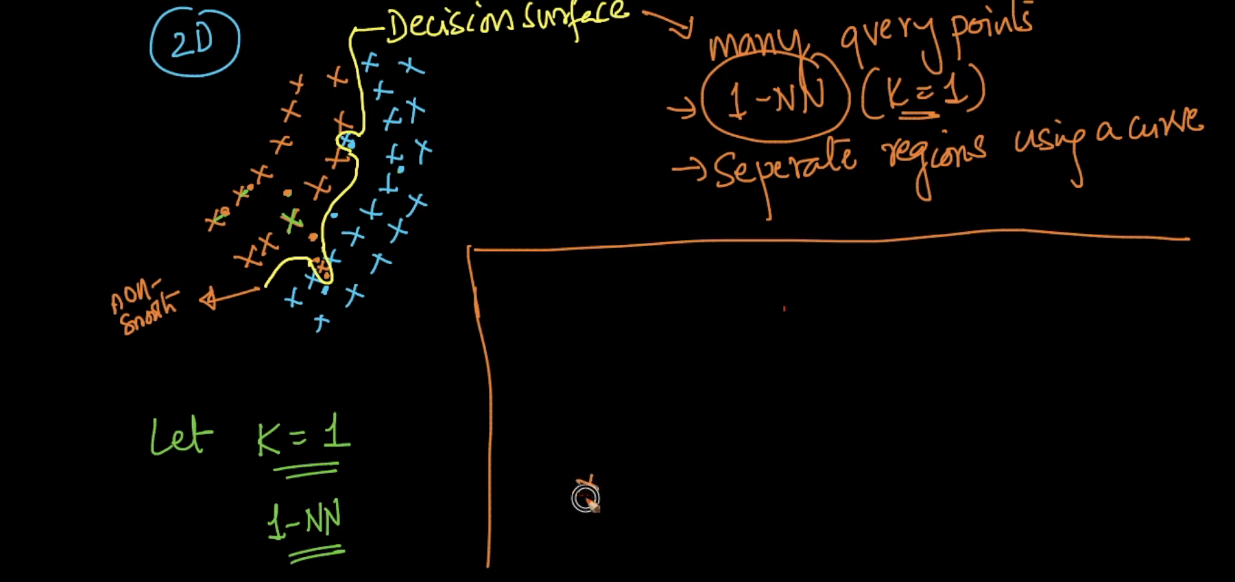 2D
Decision surface
many query points
→ 1-NN (K=1)
→ Seperate regions using a curve
non-
smooth
Let K=1
1-NN